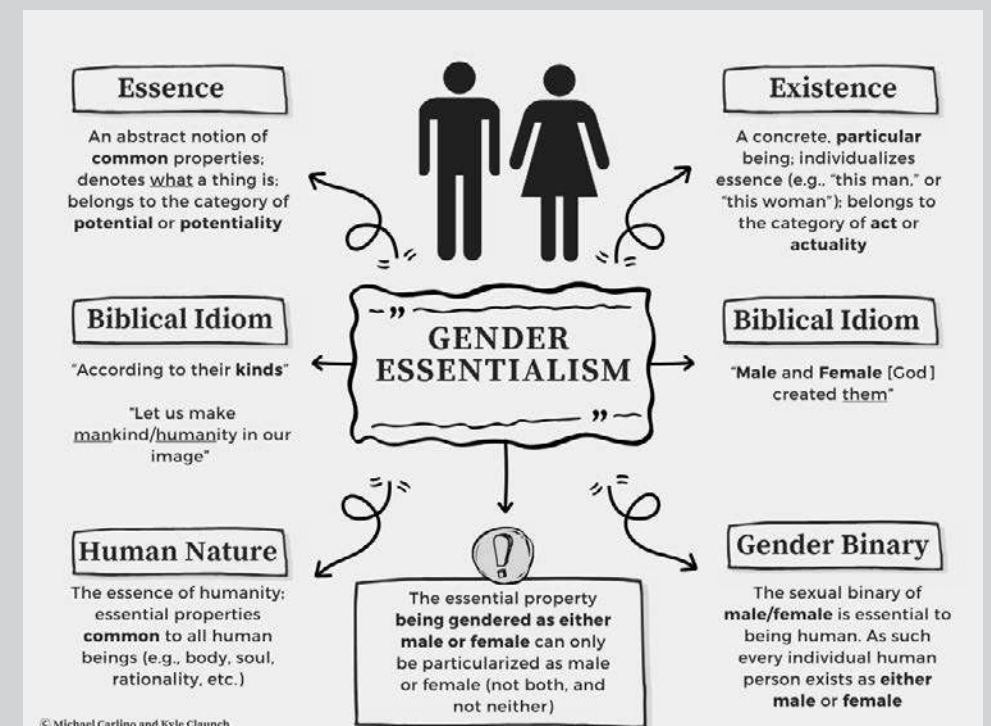 Essence
An abstract notion of
common properties;
denotes what a thing is;
belongs to the category of
potential or potentiality
Existence
A concrete, particular
being; individualizes
essence (e.g., “this man,” or
“this woman”); belongs to
the category of act or
actuality
GENDER
ESSENTIALISM
Biblical Idiom
“According to their kinds”
“Let us make
mankind/humanity in our
image”
Biblical Idiom
“Male and Female [God]
created them”
Human Nature
The essence of humanity;
essential properties
common to all human
beings (e.g., body, soul,
rationality, etc.)
The essential property
being gendered as either
male or female can only
be particularized as male
or female (not both, and
not neither)
Gender Binary
The sexual binary of
male/female is essential to
being human. As such
every individual human
person exists as either
male or female
© Michael Carlino and Kyle Claunch